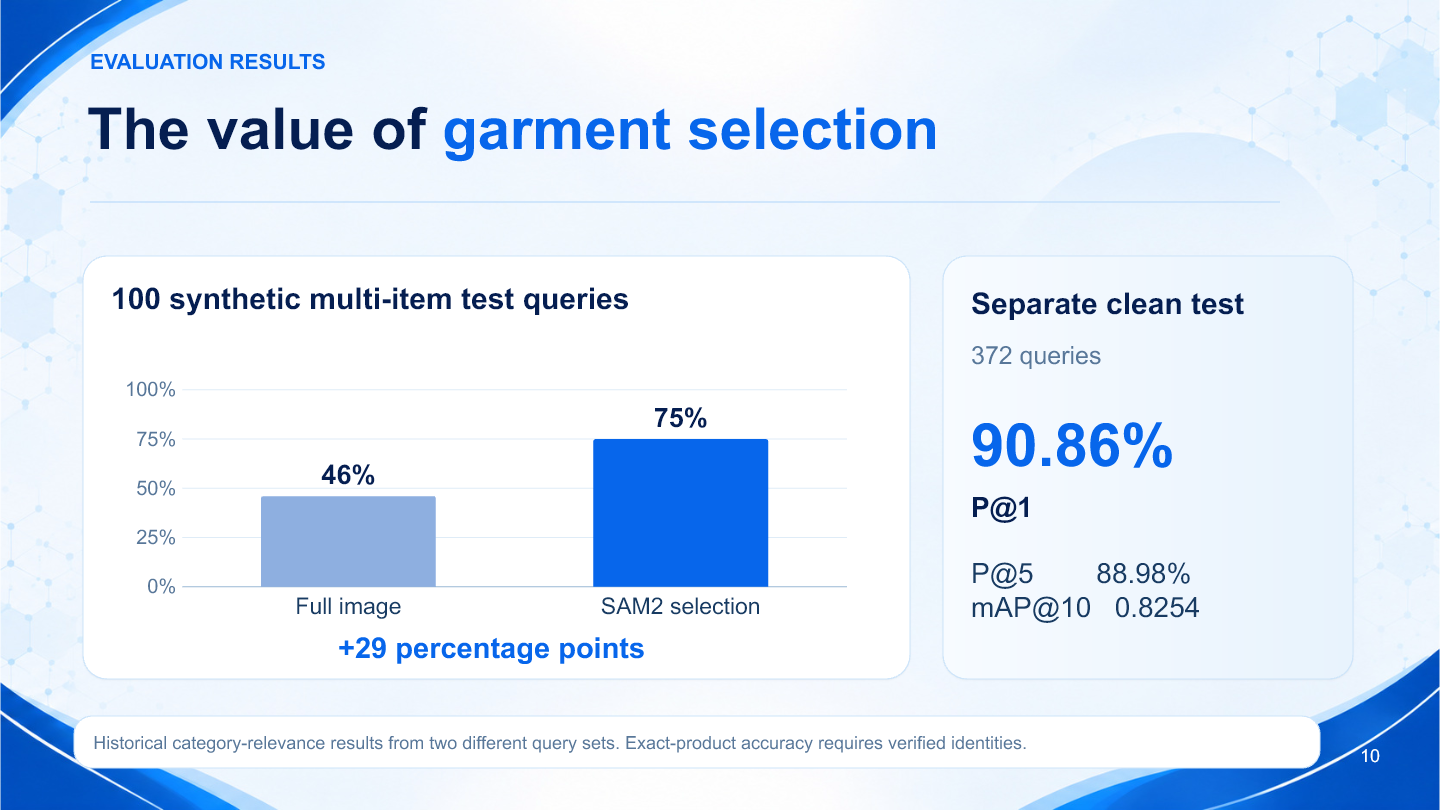 EVALUATION RESULTS
The value of garment selection
100 synthetic multi-item test queries
100%
75%
50%
25%
0%
46%
75%
Full image
SAM2 selection
+29 percentage points
Separate clean test
372 queries
90.86%
P@1
P@5 88.98%
mAP@10 0.8254
Historical category-relevance results from two different query sets. Exact-product accuracy requires verified identities.
10